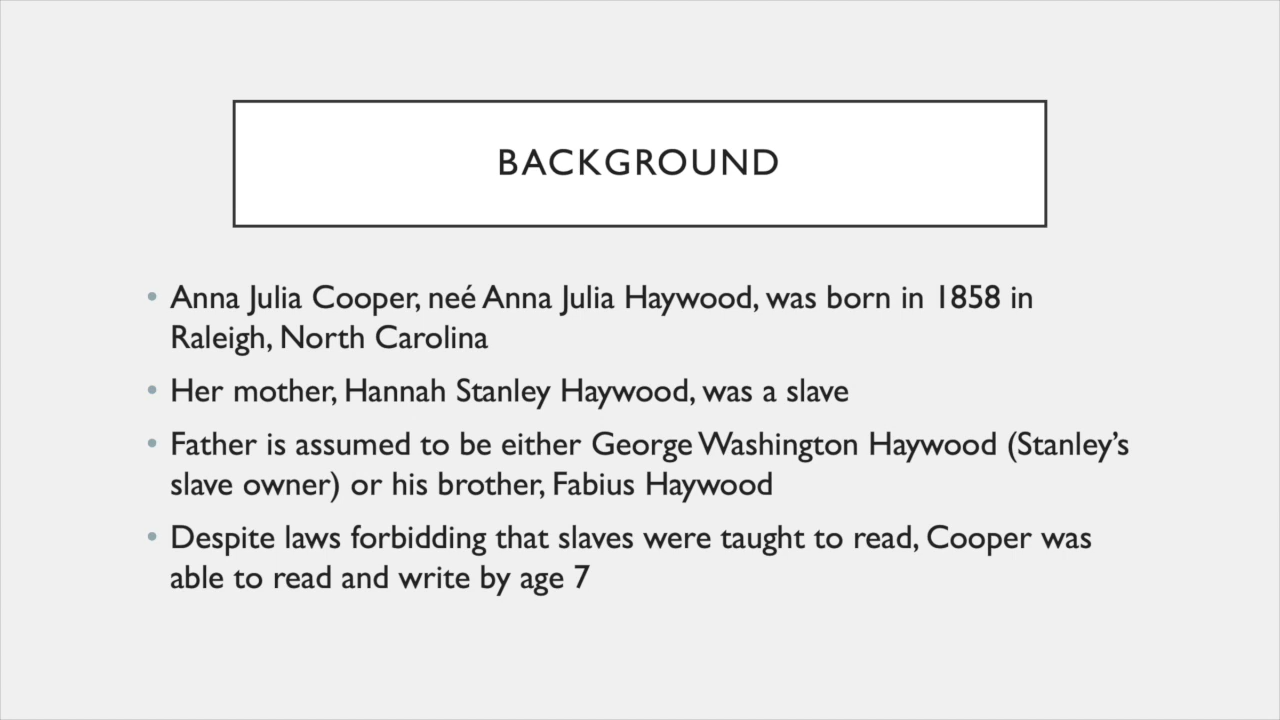 BACKGROUND
• Anna Julia Cooper, neé Anna Julia Haywood, was born in 1858 in
Raleigh, North Carolina
• Her mother, Hannah Stanley Haywood, was a slave
• Father is assumed to be either George Washington Haywood (Stanley’s
slave owner) or his brother, Fabius Haywood
• Despite laws forbidding that slaves were taught to read, Cooper was
able to read and write by age 7